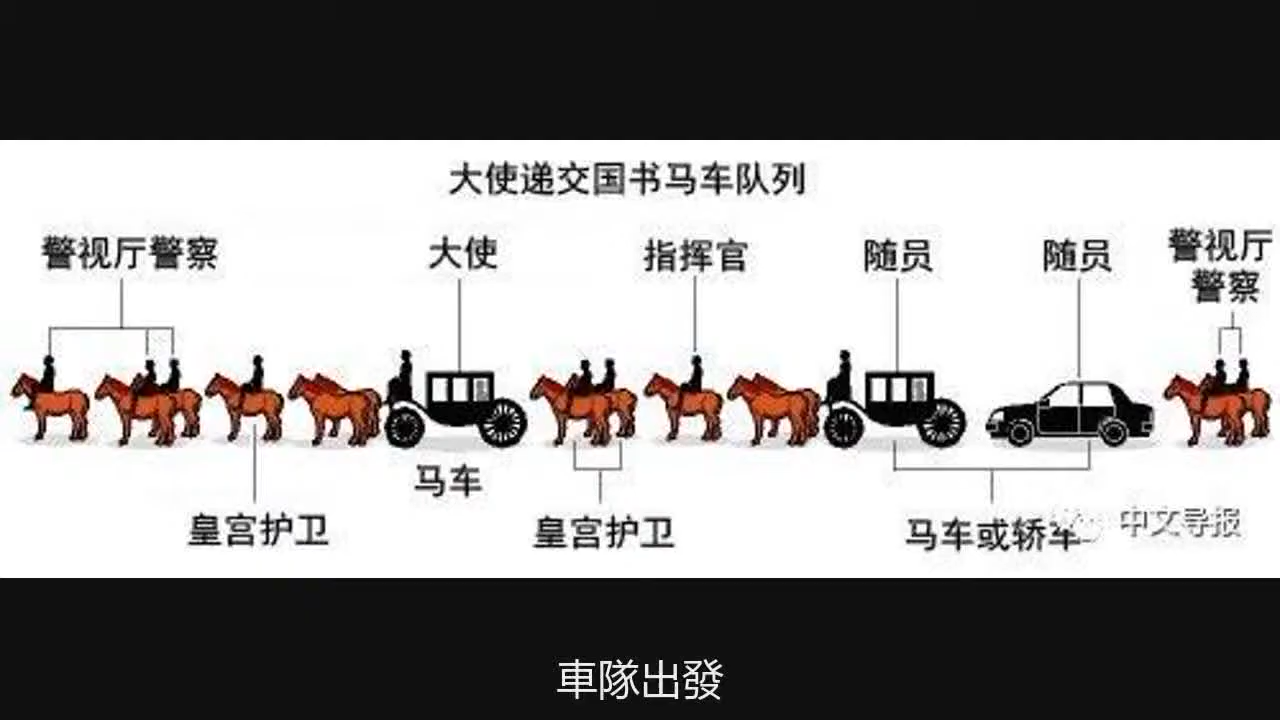 大使递交国书马车队列
警视厅警察
大使
指挥官
随员
随员
警视厅
警察
马车
皇宫护卫
皇宫护卫
马车或轿车
中文导报
車隊出發